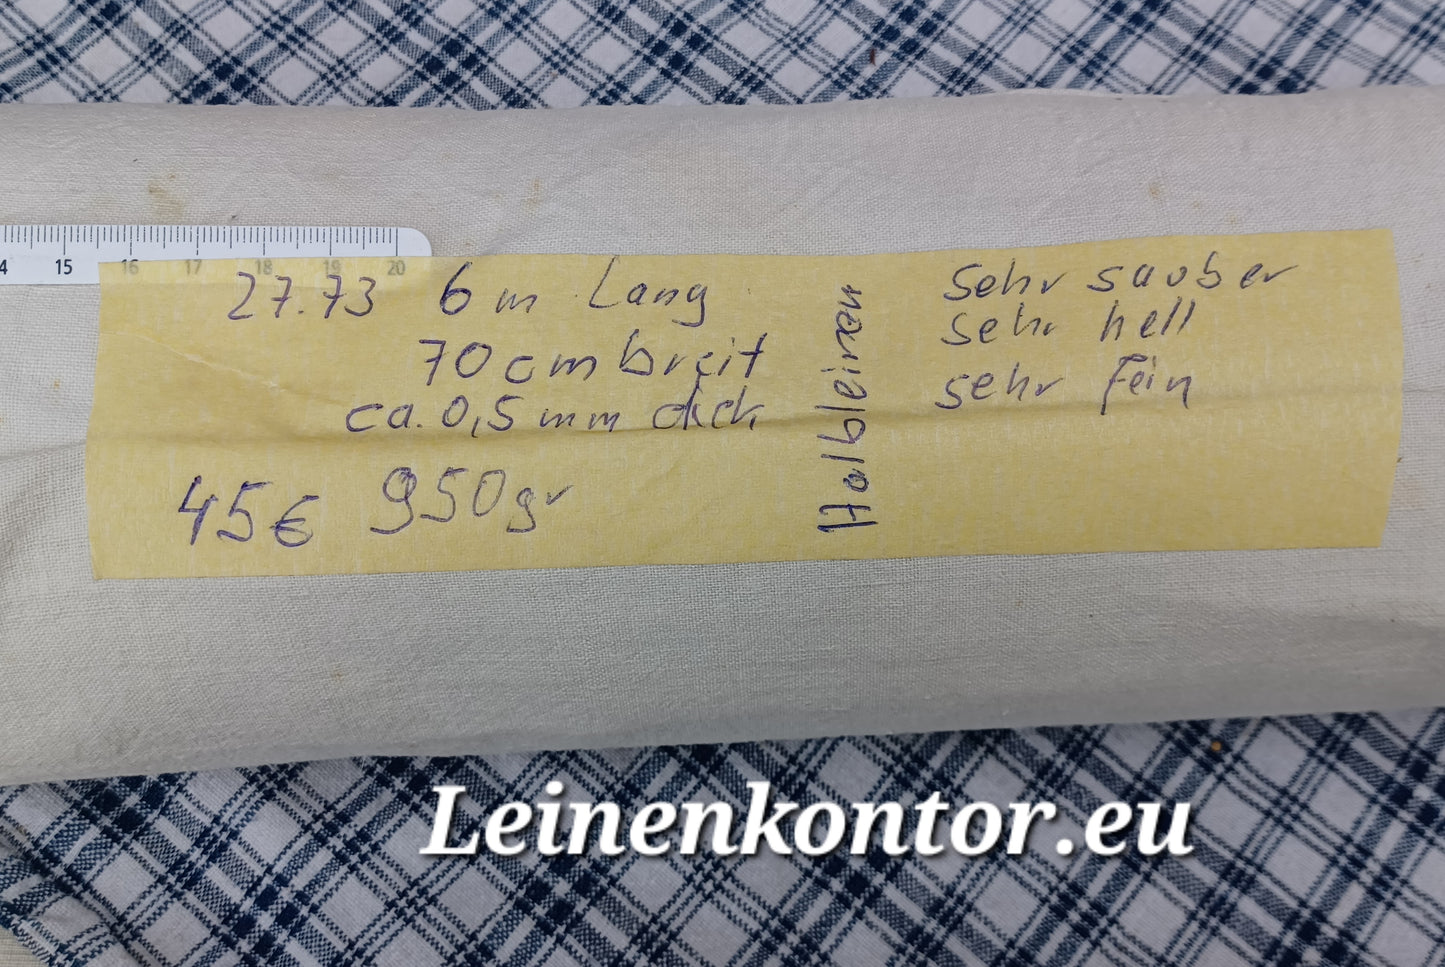 14 15 16 17 18 19 20
27.73 6 m Lang
70 cm breit
ca. 0,5 mm dick
45€ 950gr
Halbleinen
sehr sauber
sehr hell
sehr fein
Leinenkontor.eu